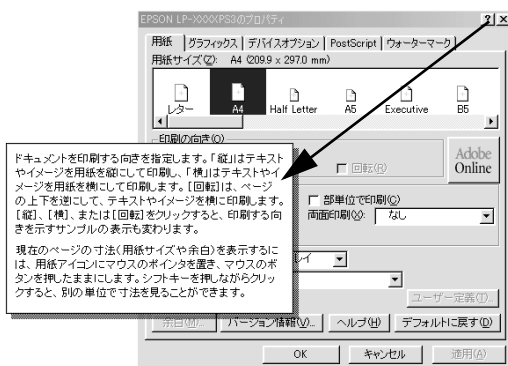 EPSON LP-XXXXPS3のプロパティ
用紙 グラフィックス デバイスオプション PostScript ウォーターマーク
用紙サイズ(Z): A4 (209.9 x 297.0 mm)
レター A4 Half Letter A5 Executive B5
印刷の向き(O)
回転(R)
Adobe
Online
部単位で印刷(C)
両面印刷(X): なし
レイ
ユーザー定義(T)...
余白(M)... バージョン情報(V)... ヘルプ(H) デフォルトに戻す(D)
OK キャンセル 適用(A)
ドキュメントを印刷する向きを指定します。「縦」はテキスト
やイメージを用紙を縦にして印刷し、「横」はテキストやイ
メージを用紙を横にして印刷します。[回転]は、ページ
の上下を逆にして、テキストやイメージを横に印刷します。
[縦]、[横]、または[回転]をクリックすると、印刷する向
きを示すサンプルの表示も変わります。
現在のページの寸法(用紙サイズや余白)を表示するに
は、用紙アイコンにマウスのポインタを置き、マウスのボ
タンを押したままにします。シフトキーを押しながらクリッ
クすると、別の単位で寸法を見ることができます。